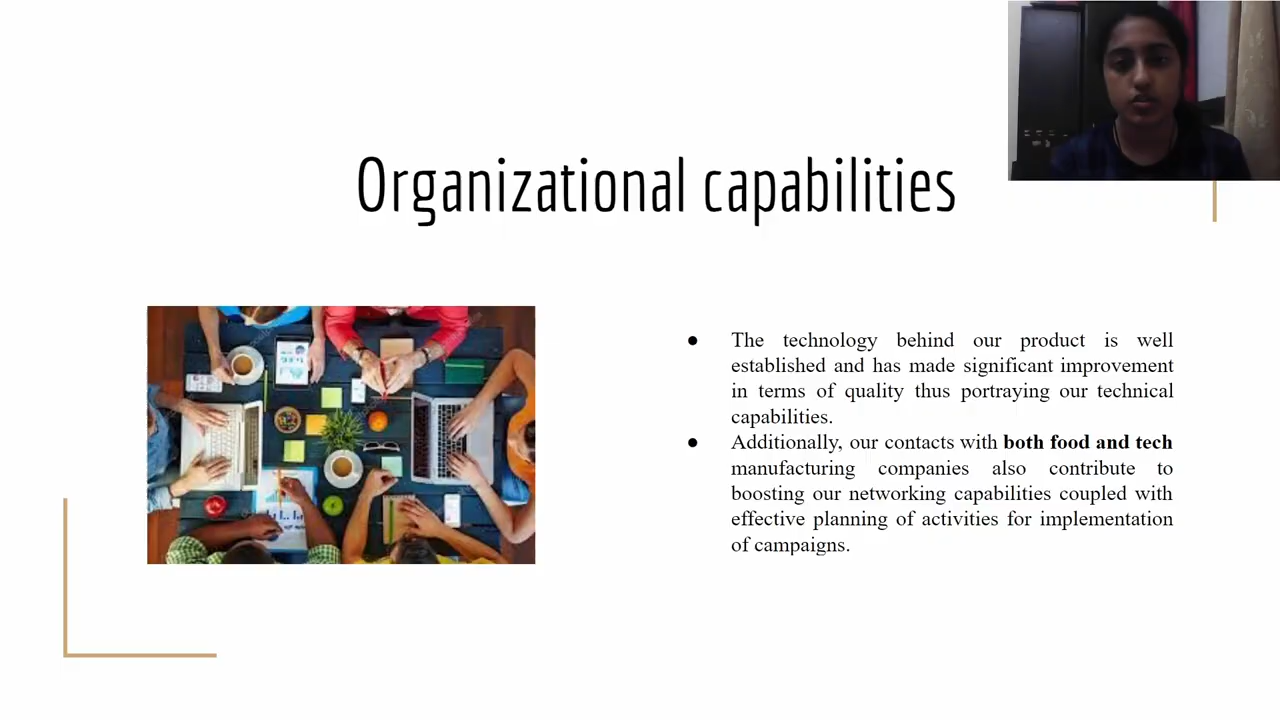 Organizational capabilities
● The technology behind our product is well
established and has made significant improvement
in terms of quality thus portraying our technical
capabilities.
● Additionally, our contacts with both food and tech
manufacturing companies also contribute to
boosting our networking capabilities coupled with
effective planning of activities for implementation
of campaigns.